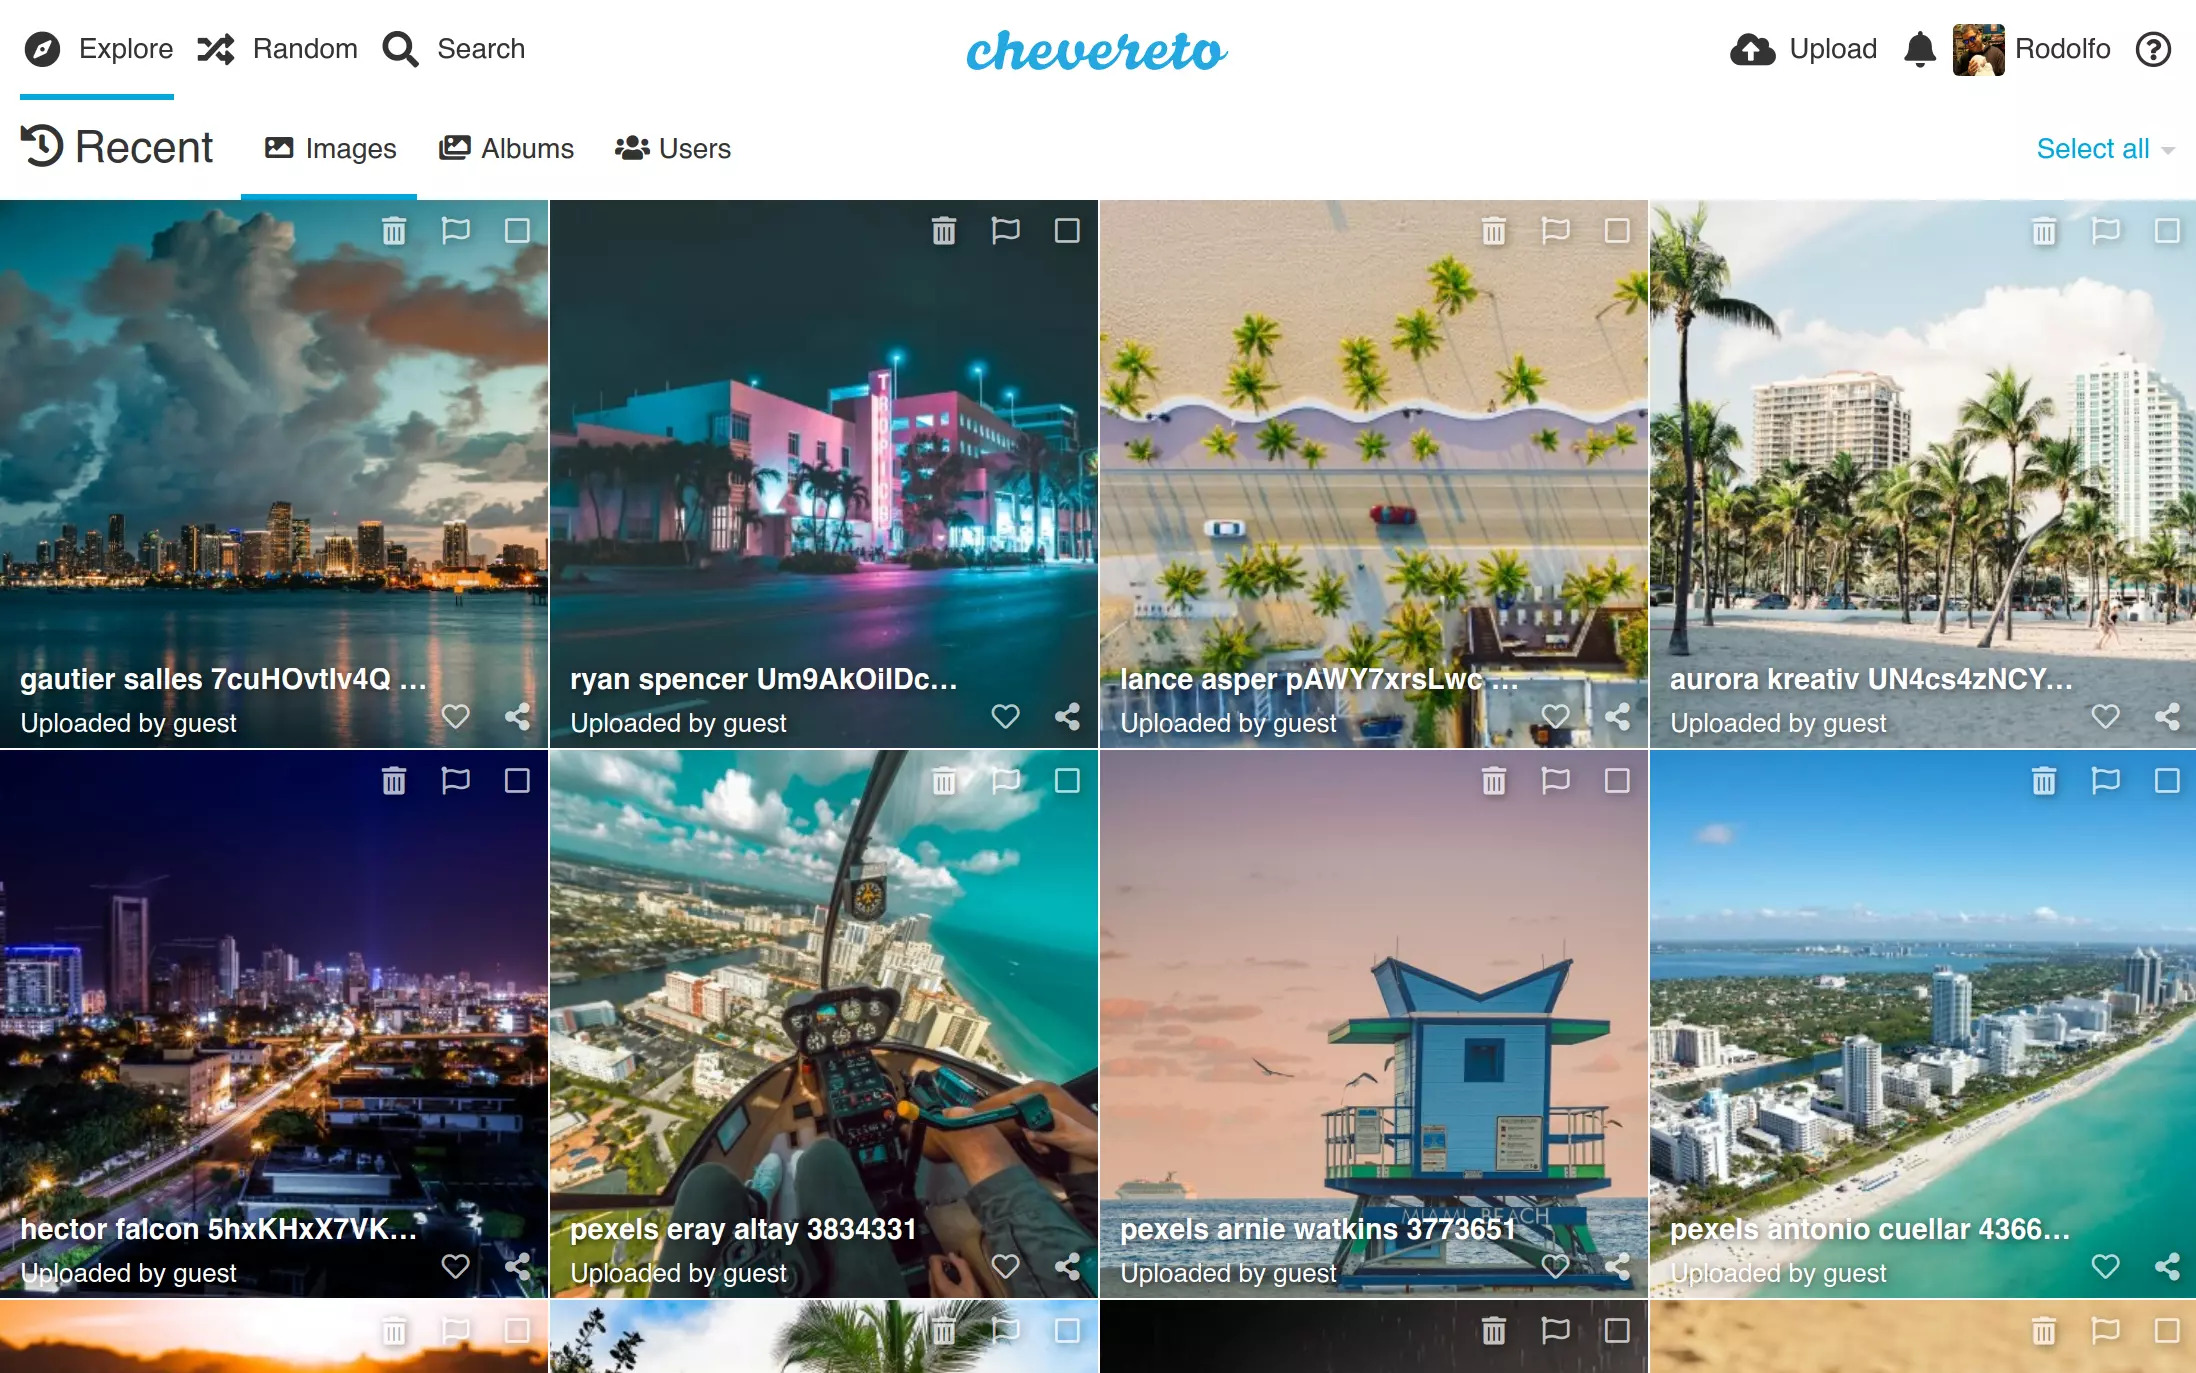 Explore Random Search
chevereto
Upload Rodolfo
Recent Images Albums Users
Select all
TROPICS
gautier salles 7cuHOvtlv4Q ...
Uploaded by guest
ryan spencer Um9AkOiIDc...
Uploaded by guest
lance asper pAWY7xrsLwc ...
Uploaded by guest
aurora kreativ UN4cs4zNCY...
Uploaded by guest
hector falcon 5hxKHxX7VK...
Uploaded by guest
pexels eray altay 3834331
Uploaded by guest
MIAMI BEACH
pexels arnie watkins 3773651
Uploaded by guest
pexels antonio cuellar 4366...
Uploaded by guest